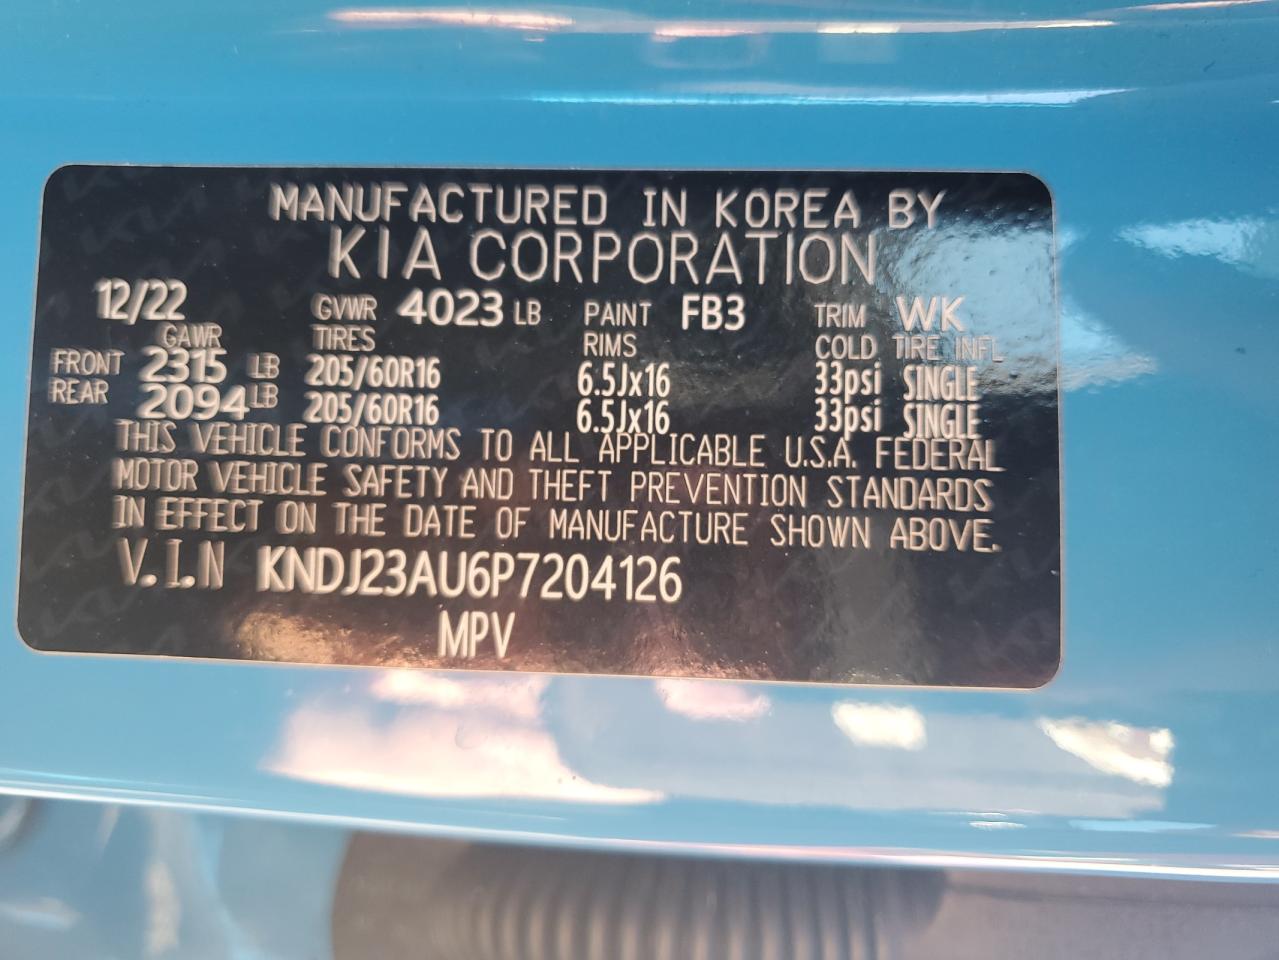 MANUFACTURED IN KOREA BY
KIA CORPORATION
12/22 GVWR 4023 LB PAINT FB3 TRIM WK
GAWR TIRES RIMS COLD TIRE INFL
FRONT 2315 LB 205/60R16 6.5Jx16 33psi SINGLE
REAR 2094 LB 205/60R16 6.5Jx16 33psi SINGLE
THIS VEHICLE CONFORMS TO ALL APPLICABLE U.S.A. FEDERAL
MOTOR VEHICLE SAFETY AND THEFT PREVENTION STANDARDS
IN EFFECT ON THE DATE OF MANUFACTURE SHOWN ABOVE.
V.I.N KNDJ23AU6P7204126
MPV